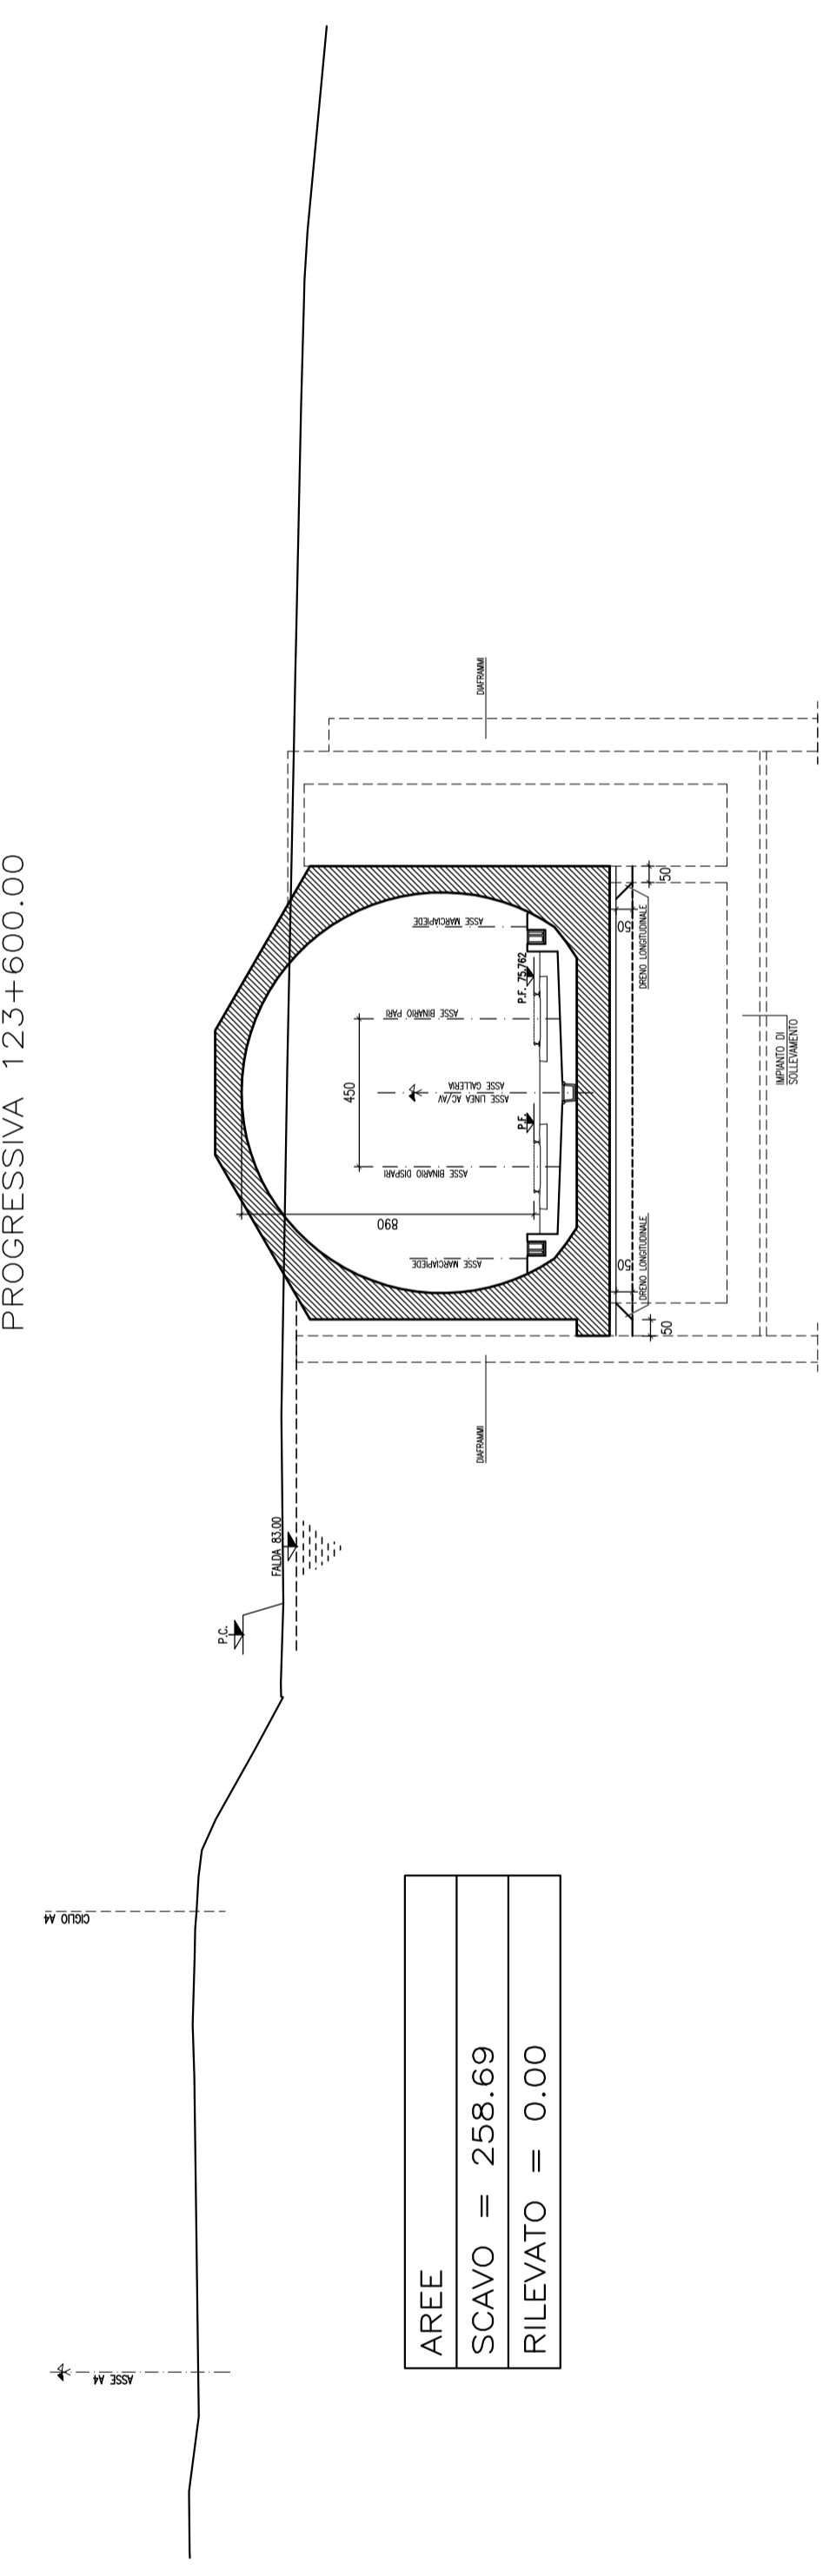 PROGRESSIVA 123+600.00
ASSE A4
CIGLIO A4
P.C.
FALDA 83.00
DIAFRAMMI
DIAFRAMMI
ASSE MARCIAPIEDE
ASSE BINARIO DISPARI
ASSE LINEA AC/AV
ASSE GALLERIA
ASSE BINARIO PARI
ASSE MARCIAPIEDE
450
890
P.F.
P.F. 75.762
50
50
50
50
DRENO LONGITUDINALE
DRENO LONGITUDINALE
IMPIANTO DI
SOLLEVAMENTO
AREE
SCAVO = 258.69
RILEVATO = 0.00